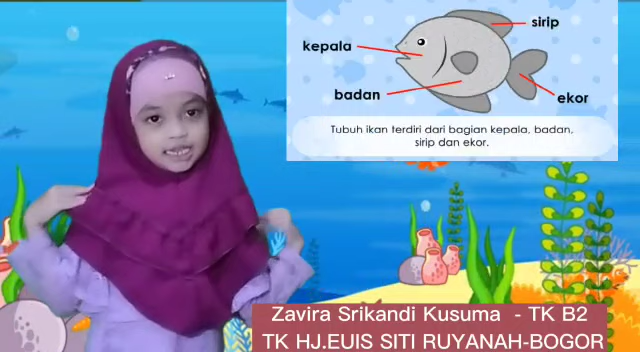 sirip
kepala
badan
ekor
Tubuh ikan terdiri dari bagian kepala, badan,
sirip dan ekor.
Zavira Srikandi Kusuma - TK B2
TK HJ.EUIS SITI RUYANAH-BOGOR